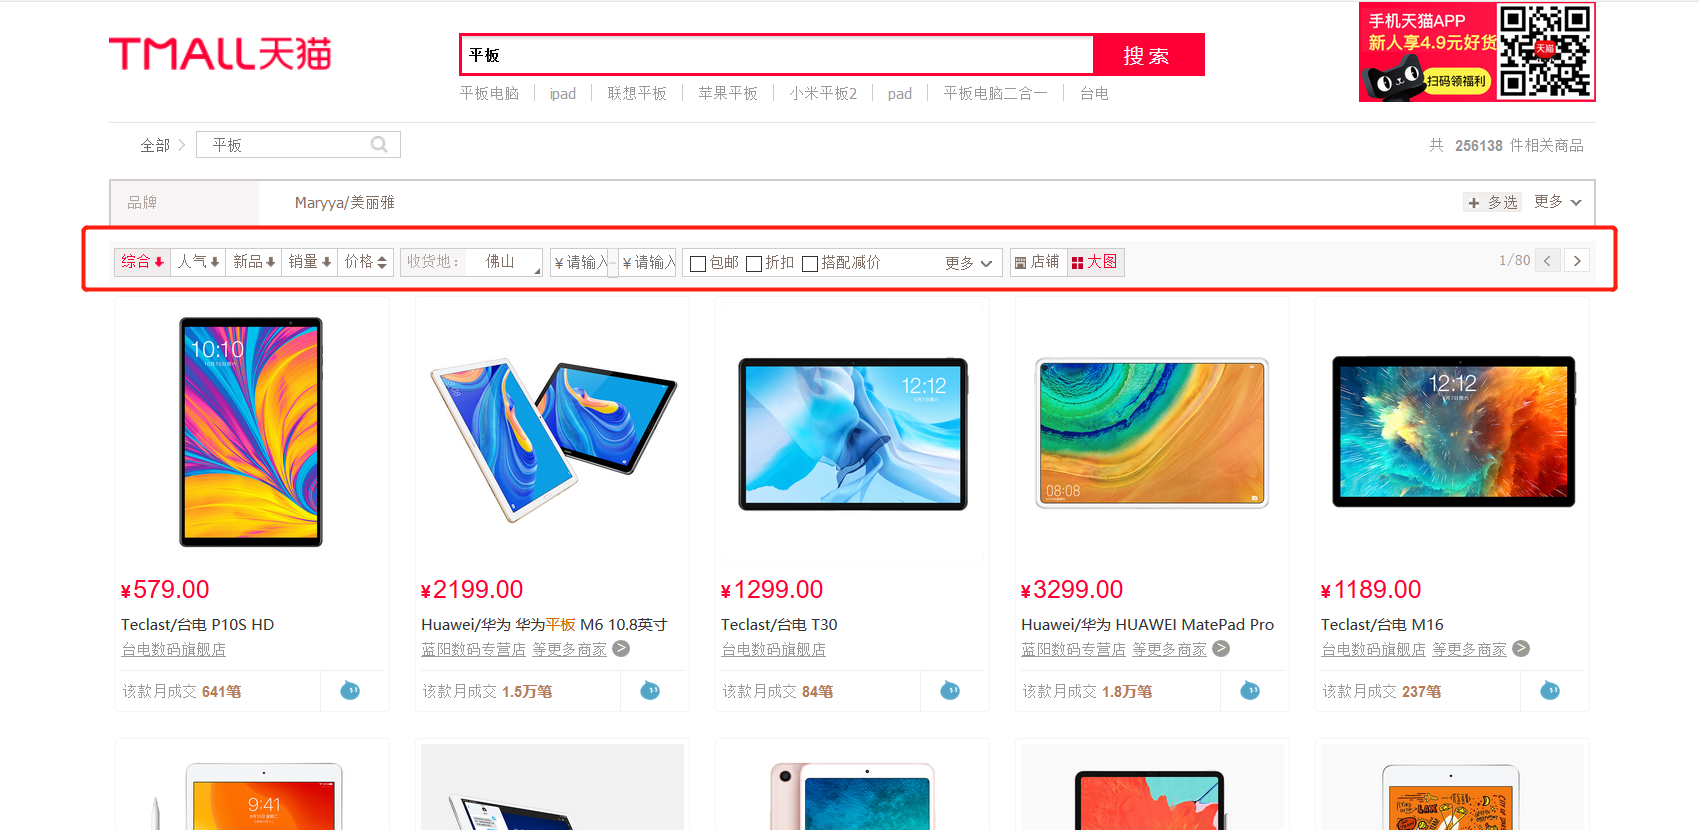 手机天猫APP
新人享4.9元好货
天猫
扫码领福利
TMALL天猫
平板 搜索
平板电脑 ipad 联想平板 苹果平板 小米平板2 pad 平板电脑二合一 台电
全部 平板 共 256138 件相关商品
品牌 Maryya/美丽雅 + 多选 更多
综合 人气 新品 销量 价格 收货地： 佛山 ¥请输入 - ¥请输入 包邮 折扣 搭配减价 更多 店铺 大图 1/80 < >
10:10
12:12
08:08
12:12
¥579.00 ¥2199.00 ¥1299.00 ¥3299.00 ¥1189.00
Teclast/台电 P10S HD Huawei/华为 华为平板 M6 10.8英寸 Teclast/台电 T30 Huawei/华为 HUAWEI MatePad Pro Teclast/台电 M16
台电数码旗舰店 蓝阳数码专营店 等更多商家 > 台电数码旗舰店 蓝阳数码专营店 等更多商家 > 台电数码旗舰店 等更多商家 >
该款月成交 641笔 该款月成交 1.5万笔 该款月成交 84笔 该款月成交 1.8万笔 该款月成交 237笔
9:41